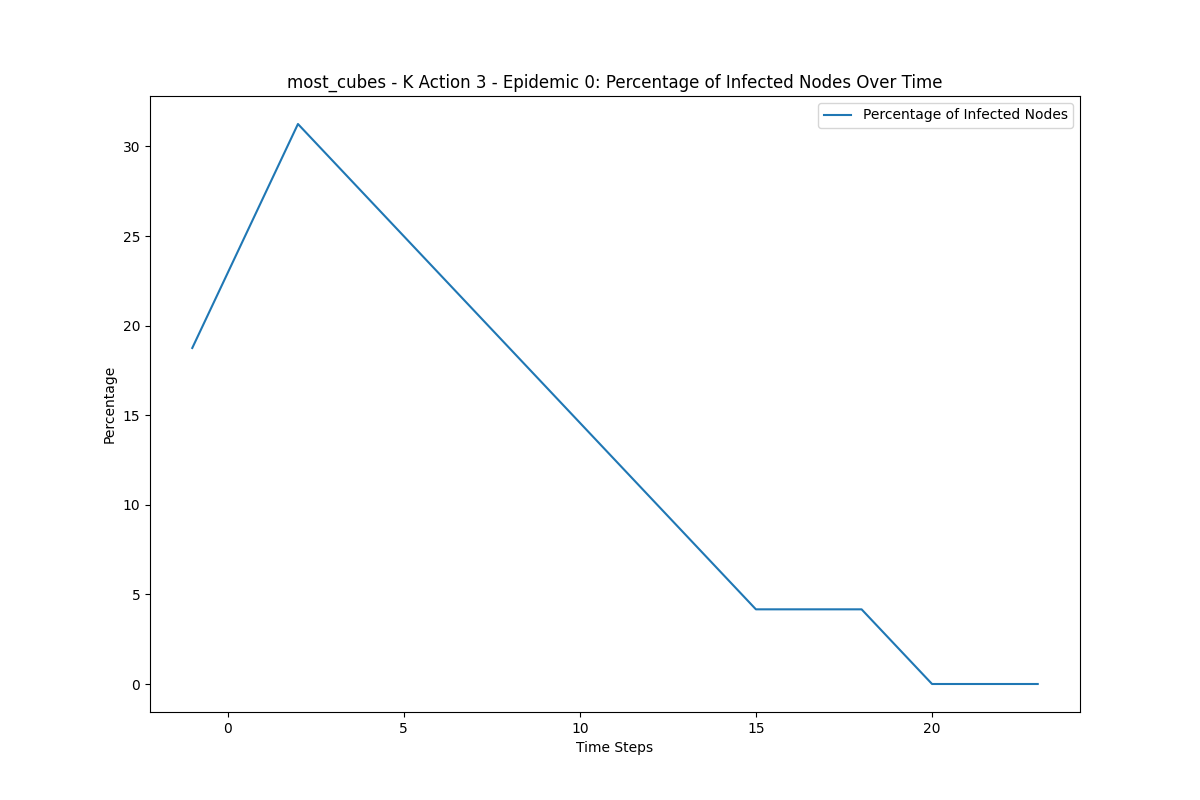 most_cubes - K Action 3 - Epidemic 0: Percentage of Infected Nodes Over Time
Percentage of Infected Nodes
30
25
20
15
10
5
0
Percentage
0 5 10 15 20
Time Steps